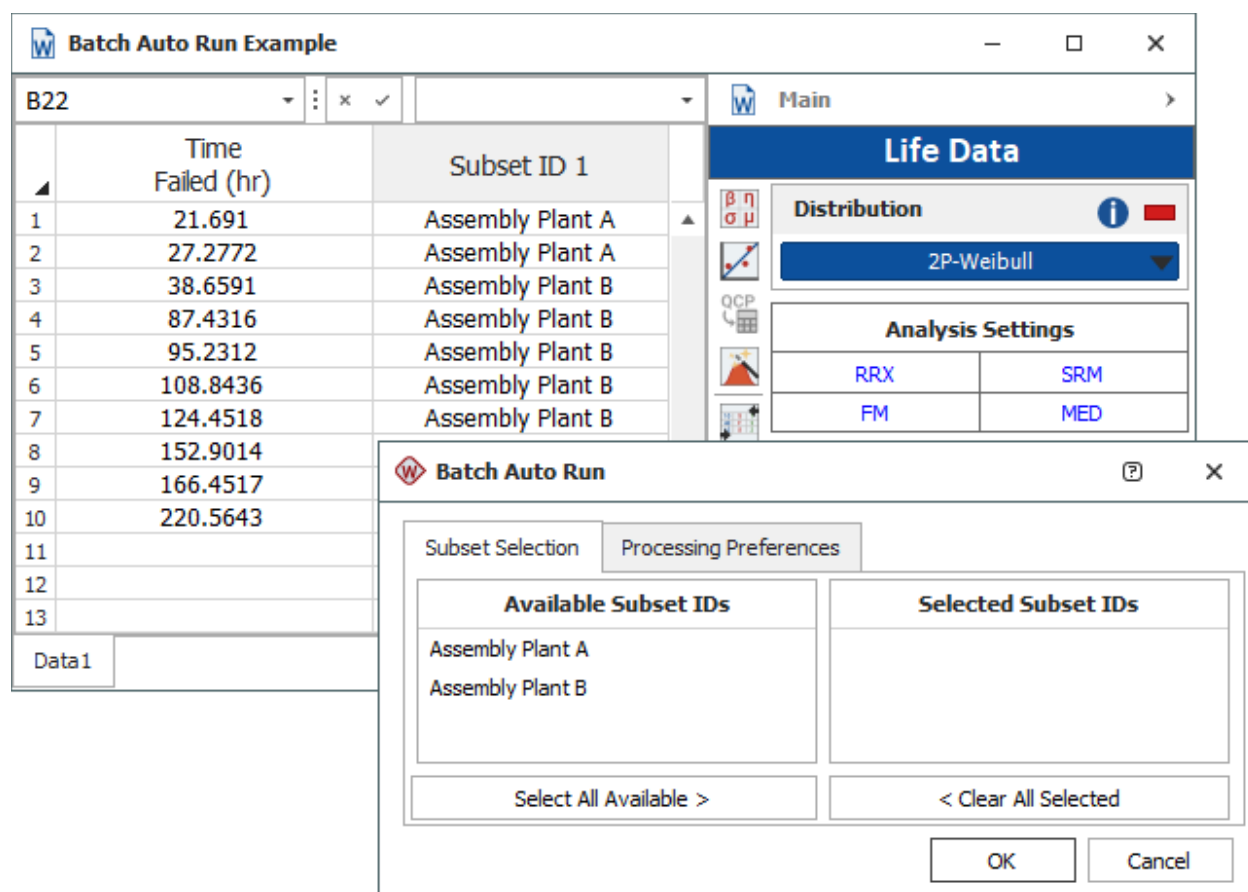 Batch Auto Run Example
B22
Main
Time
Failed (hr)
Subset ID 1
Life Data
1 21.691 Assembly Plant A
2 27.2772 Assembly Plant A
3 38.6591 Assembly Plant B
4 87.4316 Assembly Plant B
5 95.2312 Assembly Plant B
6 108.8436 Assembly Plant B
7 124.4518 Assembly Plant B
8 152.9014
9 166.4517
10 220.5643
11
12
13
Data1
β η
σ μ
Distribution
2P-Weibull
QCP
Analysis Settings
RRX SRM
FM MED
Batch Auto Run
Subset Selection Processing Preferences
Available Subset IDs Selected Subset IDs
Assembly Plant A
Assembly Plant B
Select All Available > < Clear All Selected
OK Cancel